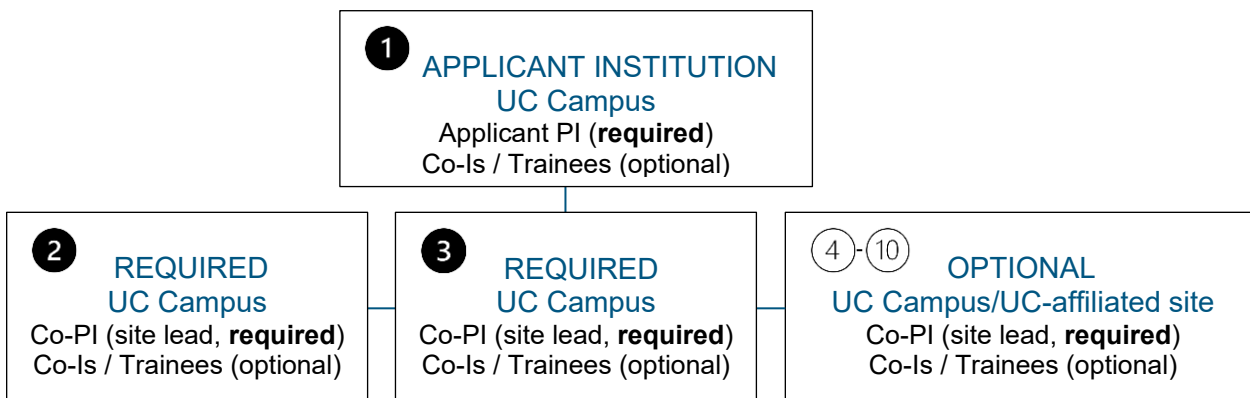 1
APPLICANT INSTITUTION
UC Campus
Applicant PI (required)
Co-Is / Trainees (optional)
2
REQUIRED
UC Campus
Co-PI (site lead, required)
Co-Is / Trainees (optional)
3
REQUIRED
UC Campus
Co-PI (site lead, required)
Co-Is / Trainees (optional)
4-10
OPTIONAL
UC Campus/UC-affiliated site
Co-PI (site lead, required)
Co-Is / Trainees (optional)